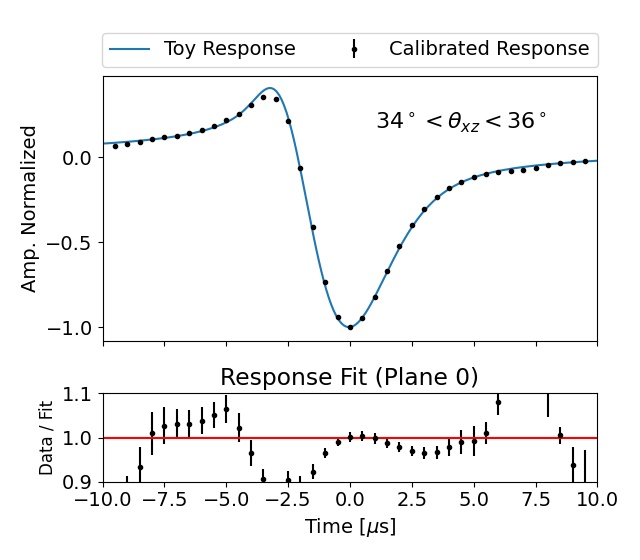 Toy Response Calibrated Response
34° < θxz < 36°
Amp. Normalized
0.0
−0.5
−1.0
Response Fit (Plane 0)
Data / Fit
1.1
1.0
0.9
−10.0 −7.5 −5.0 −2.5 0.0 2.5 5.0 7.5 10.0
Time [μs]